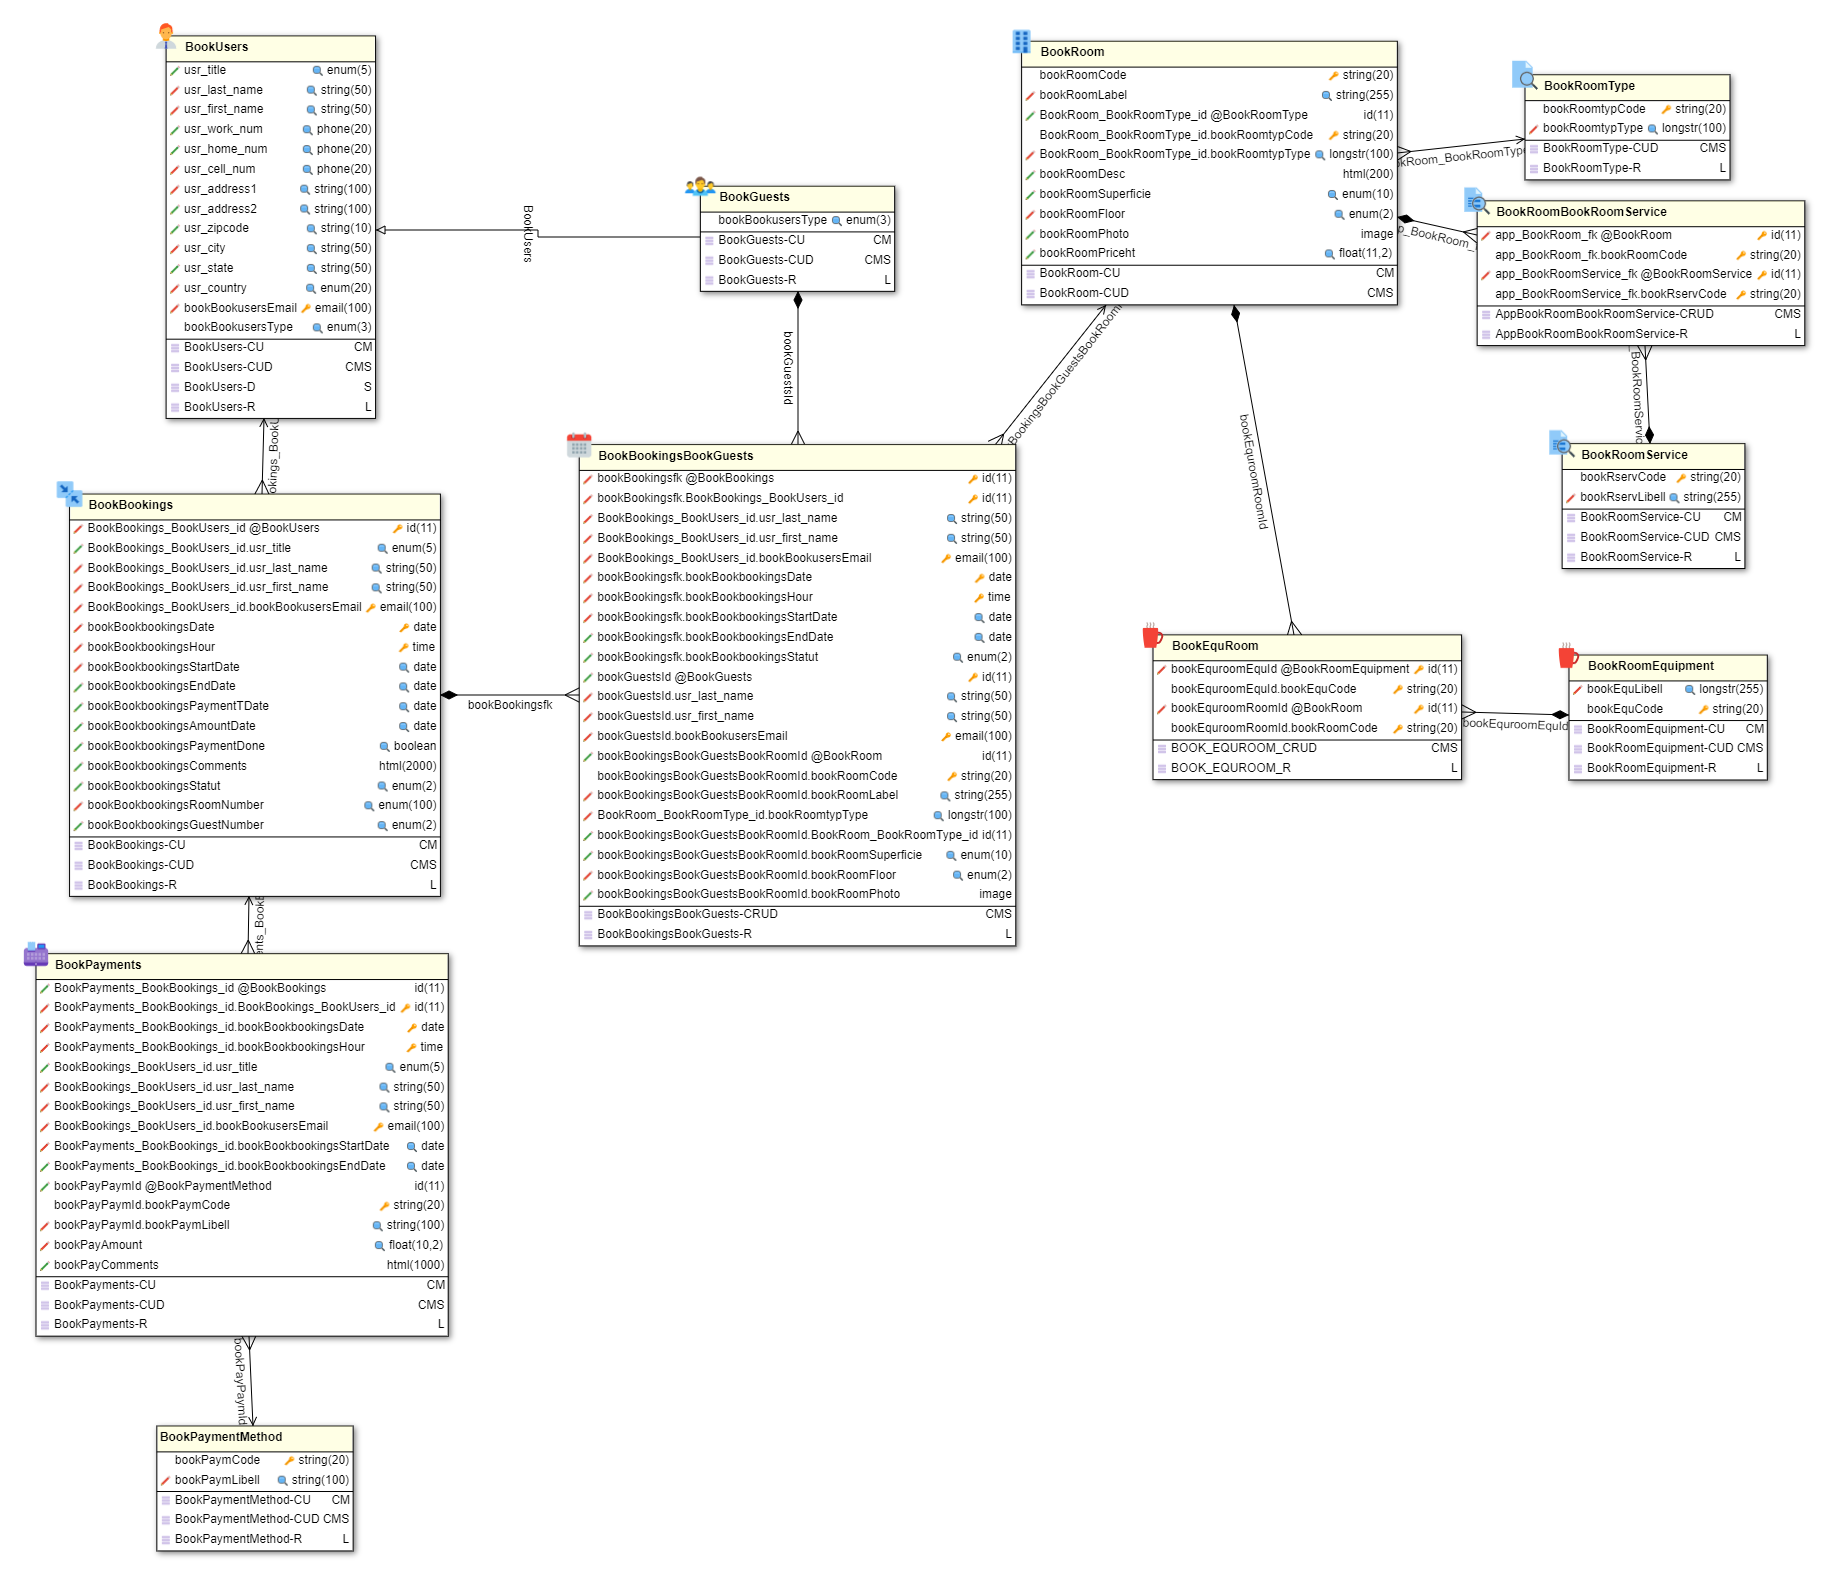 BookUsers
usr_title enum(5)
usr_last_name string(50)
usr_first_name string(50)
usr_work_num phone(20)
usr_home_num phone(20)
usr_cell_num phone(20)
usr_address1 string(100)
usr_address2 string(100)
usr_zipcode string(10)
usr_city string(50)
usr_state string(50)
usr_country enum(20)
bookBookusersEmail email(100)
bookBookusersType enum(3)
BookUsers-CU CM
BookUsers-CUD CMS
BookUsers-D S
BookUsers-R L
BookUsers
BookGuests
bookBookusersType enum(3)
BookGuests-CU CM
BookGuests-CUD CMS
BookGuests-R L
bookGuestsId
BookRoom
bookRoomCode string(20)
bookRoomLabel string(255)
BookRoom_BookRoomType_id @BookRoomType id(11)
BookRoom_BookRoomType_id.bookRoomtypCode string(20)
BookRoom_BookRoomType_id.bookRoomtypType longstr(100)
bookRoomDesc html(200)
bookRoomSuperficie enum(10)
bookRoomFloor enum(2)
bookRoomPhoto image
bookRoomPriceht float(11,2)
BookRoom-CU CM
BookRoom-CUD CMS
BookRoomType
bookRoomtypCode string(20)
bookRoomtypType longstr(100)
BookRoomType-CUD CMS
BookRoomType-R L
okRoom_BookRoomType
BookRoomBookRoomService
app_BookRoom_fk @BookRoom id(11)
app_BookRoom_fk.bookRoomCode string(20)
app_BookRoomService_fk @BookRoomService id(11)
app_BookRoomService_fk.bookRservCode string(20)
AppBookRoomBookRoomService-CRUD CMS
AppBookRoomBookRoomService-R L
p_BookRoom_
_BookRoomServic
BookRoomService
bookRservCode string(20)
bookRservLibell string(255)
BookRoomService-CU CM
BookRoomService-CUD CMS
BookRoomService-R L
BookingsBookGuestsBookRoomI
bookEquroomRoomId
okings_BookU
BookBookings
BookBookings_BookUsers_id @BookUsers id(11)
BookBookings_BookUsers_id.usr_title enum(5)
BookBookings_BookUsers_id.usr_last_name string(50)
BookBookings_BookUsers_id.usr_first_name string(50)
BookBookings_BookUsers_id.bookBookusersEmail email(100)
bookBookbookingsDate date
bookBookbookingsHour time
bookBookbookingsStartDate date
bookBookbookingsEndDate date
bookBookbookingsPaymentTDate date
bookBookbookingsAmountDate date
bookBookbookingsPaymentDone boolean
bookBookbookingsComments html(2000)
bookBookbookingsStatut enum(2)
bookBookbookingsRoomNumber enum(100)
bookBookbookingsGuestNumber enum(2)
BookBookings-CU CM
BookBookings-CUD CMS
BookBookings-R L
bookBookingsfk
BookBookingsBookGuests
bookBookingsfk @BookBookings id(11)
bookBookingsfk.BookBookings_BookUsers_id id(11)
BookBookings_BookUsers_id.usr_last_name string(50)
BookBookings_BookUsers_id.usr_first_name string(50)
BookBookings_BookUsers_id.bookBookusersEmail email(100)
bookBookingsfk.bookBookbookingsDate date
bookBookingsfk.bookBookbookingsHour time
bookBookingsfk.bookBookbookingsStartDate date
bookBookingsfk.bookBookbookingsEndDate date
bookBookingsfk.bookBookbookingsStatut enum(2)
bookGuestsId @BookGuests id(11)
bookGuestsId.usr_last_name string(50)
bookGuestsId.usr_first_name string(50)
bookGuestsId.bookBookusersEmail email(100)
bookBookingsBookGuestsBookRoomId @BookRoom id(11)
bookBookingsBookGuestsBookRoomId.bookRoomCode string(20)
bookBookingsBookGuestsBookRoomId.bookRoomLabel string(255)
BookRoom_BookRoomType_id.bookRoomtypType longstr(100)
bookBookingsBookGuestsBookRoomId.BookRoom_BookRoomType_id id(11)
bookBookingsBookGuestsBookRoomId.bookRoomSuperficie enum(10)
bookBookingsBookGuestsBookRoomId.bookRoomFloor enum(2)
bookBookingsBookGuestsBookRoomId.bookRoomPhoto image
BookBookingsBookGuests-CRUD CMS
BookBookingsBookGuests-R L
BookEquRoom
bookEquroomEquId @BookRoomEquipment id(11)
bookEquroomEquId.bookEquCode string(20)
bookEquroomRoomId @BookRoom id(11)
bookEquroomRoomId.bookRoomCode string(20)
BOOK_EQUROOM_CRUD CMS
BOOK_EQUROOM_R L
bookEquroomEquId
BookRoomEquipment
bookEquLibell longstr(255)
bookEquCode string(20)
BookRoomEquipment-CU CM
BookRoomEquipment-CUD CMS
BookRoomEquipment-R L
ents_BookB
BookPayments
BookPayments_BookBookings_id @BookBookings id(11)
BookPayments_BookBookings_id.BookBookings_BookUsers_id id(11)
BookPayments_BookBookings_id.bookBookbookingsDate date
BookPayments_BookBookings_id.bookBookbookingsHour time
BookBookings_BookUsers_id.usr_title enum(5)
BookBookings_BookUsers_id.usr_last_name string(50)
BookBookings_BookUsers_id.usr_first_name string(50)
BookBookings_BookUsers_id.bookBookusersEmail email(100)
BookPayments_BookBookings_id.bookBookbookingsStartDate date
BookPayments_BookBookings_id.bookBookbookingsEndDate date
bookPayPaymId @BookPaymentMethod id(11)
bookPayPaymId.bookPaymCode string(20)
bookPayPaymId.bookPaymLibell string(100)
bookPayAmount float(10,2)
bookPayComments html(1000)
BookPayments-CU CM
BookPayments-CUD CMS
BookPayments-R L
bookPayPaymId
BookPaymentMethod
bookPaymCode string(20)
bookPaymLibell string(100)
BookPaymentMethod-CU CM
BookPaymentMethod-CUD CMS
BookPaymentMethod-R L